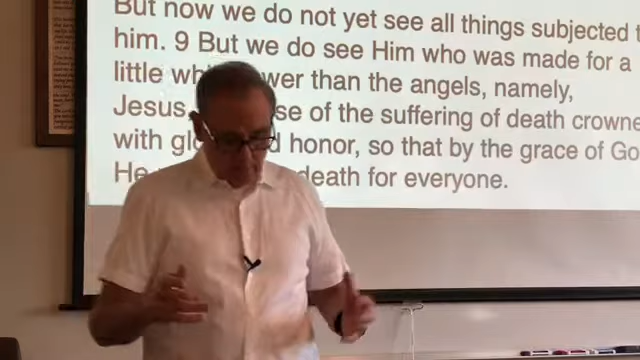 But now we do not yet see all things subjected
him. 9 But we do see Him who was made for a
little than the angels, namely,
Jesus, of the suffering of death
with honor, so that by the grace of
He death for everyone.